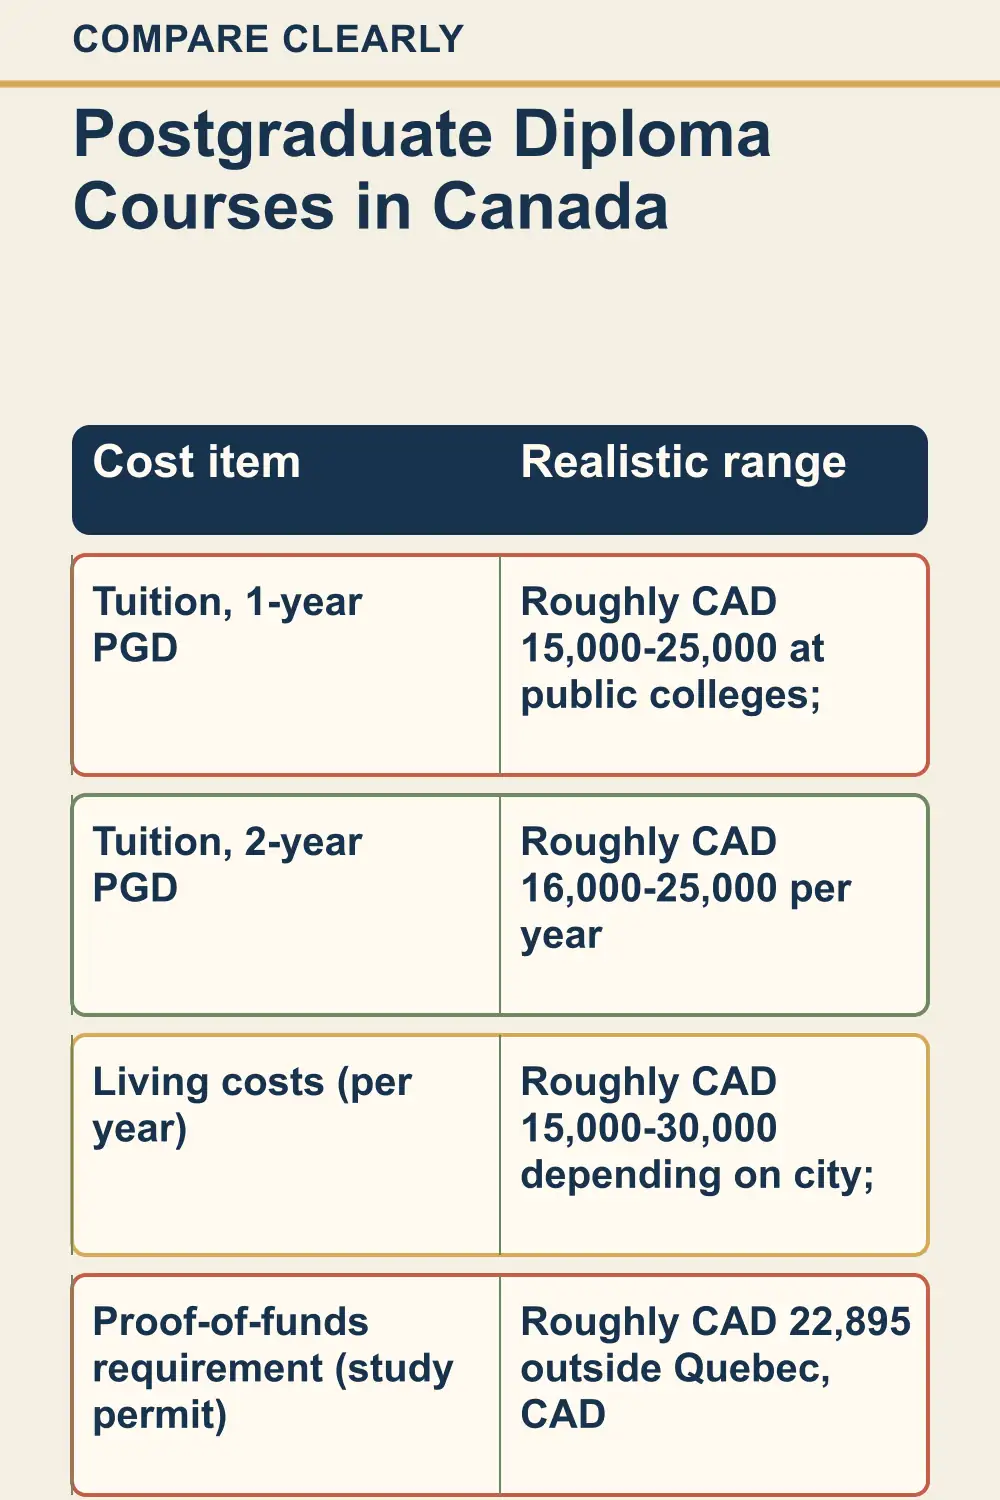 COMPARE CLEARLY
Postgraduate Diploma
Courses in Canada
Cost item
Realistic range
Tuition, 1-year
PGD
Roughly CAD
15,000-25,000 at
public colleges;
Tuition, 2-year
PGD
Roughly CAD
16,000-25,000 per
year
Living costs (per
year)
Roughly CAD
15,000-30,000
depending on city;
Proof-of-funds
requirement (study
permit)
Roughly CAD 22,895
outside Quebec,
CAD